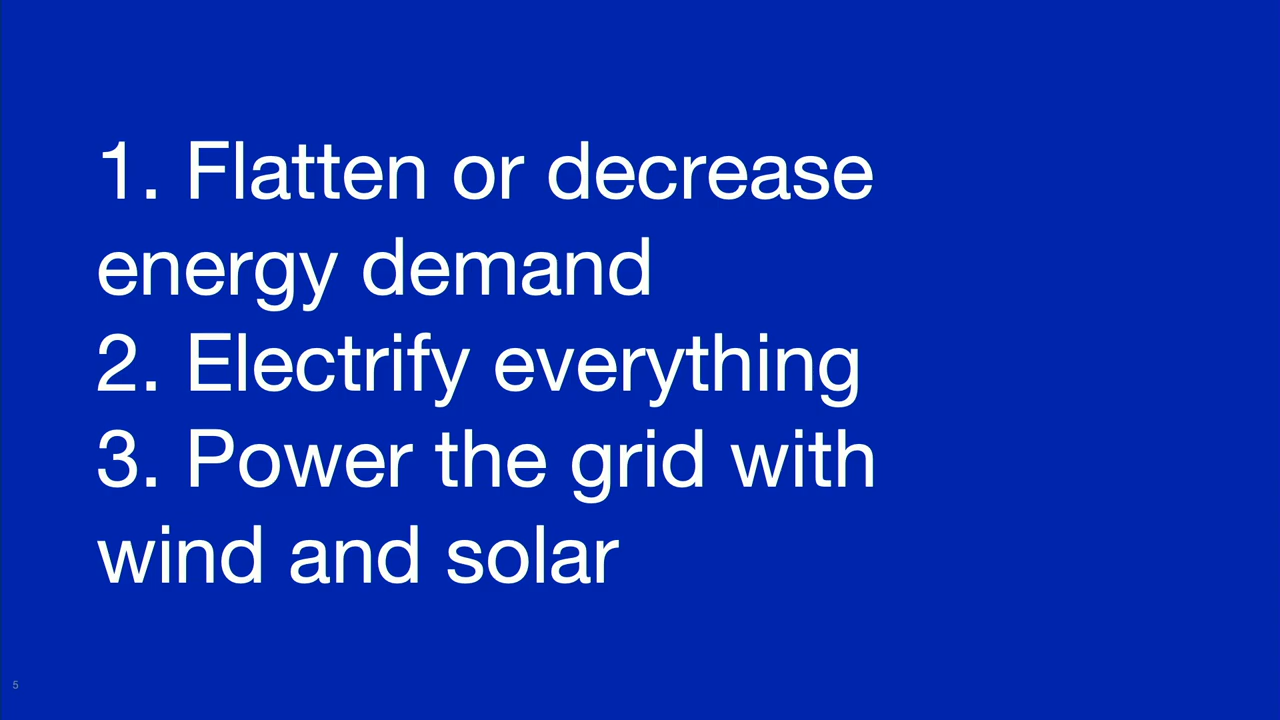 1. Flatten or decrease
energy demand
2. Electrify everything
3. Power the grid with
wind and solar
5